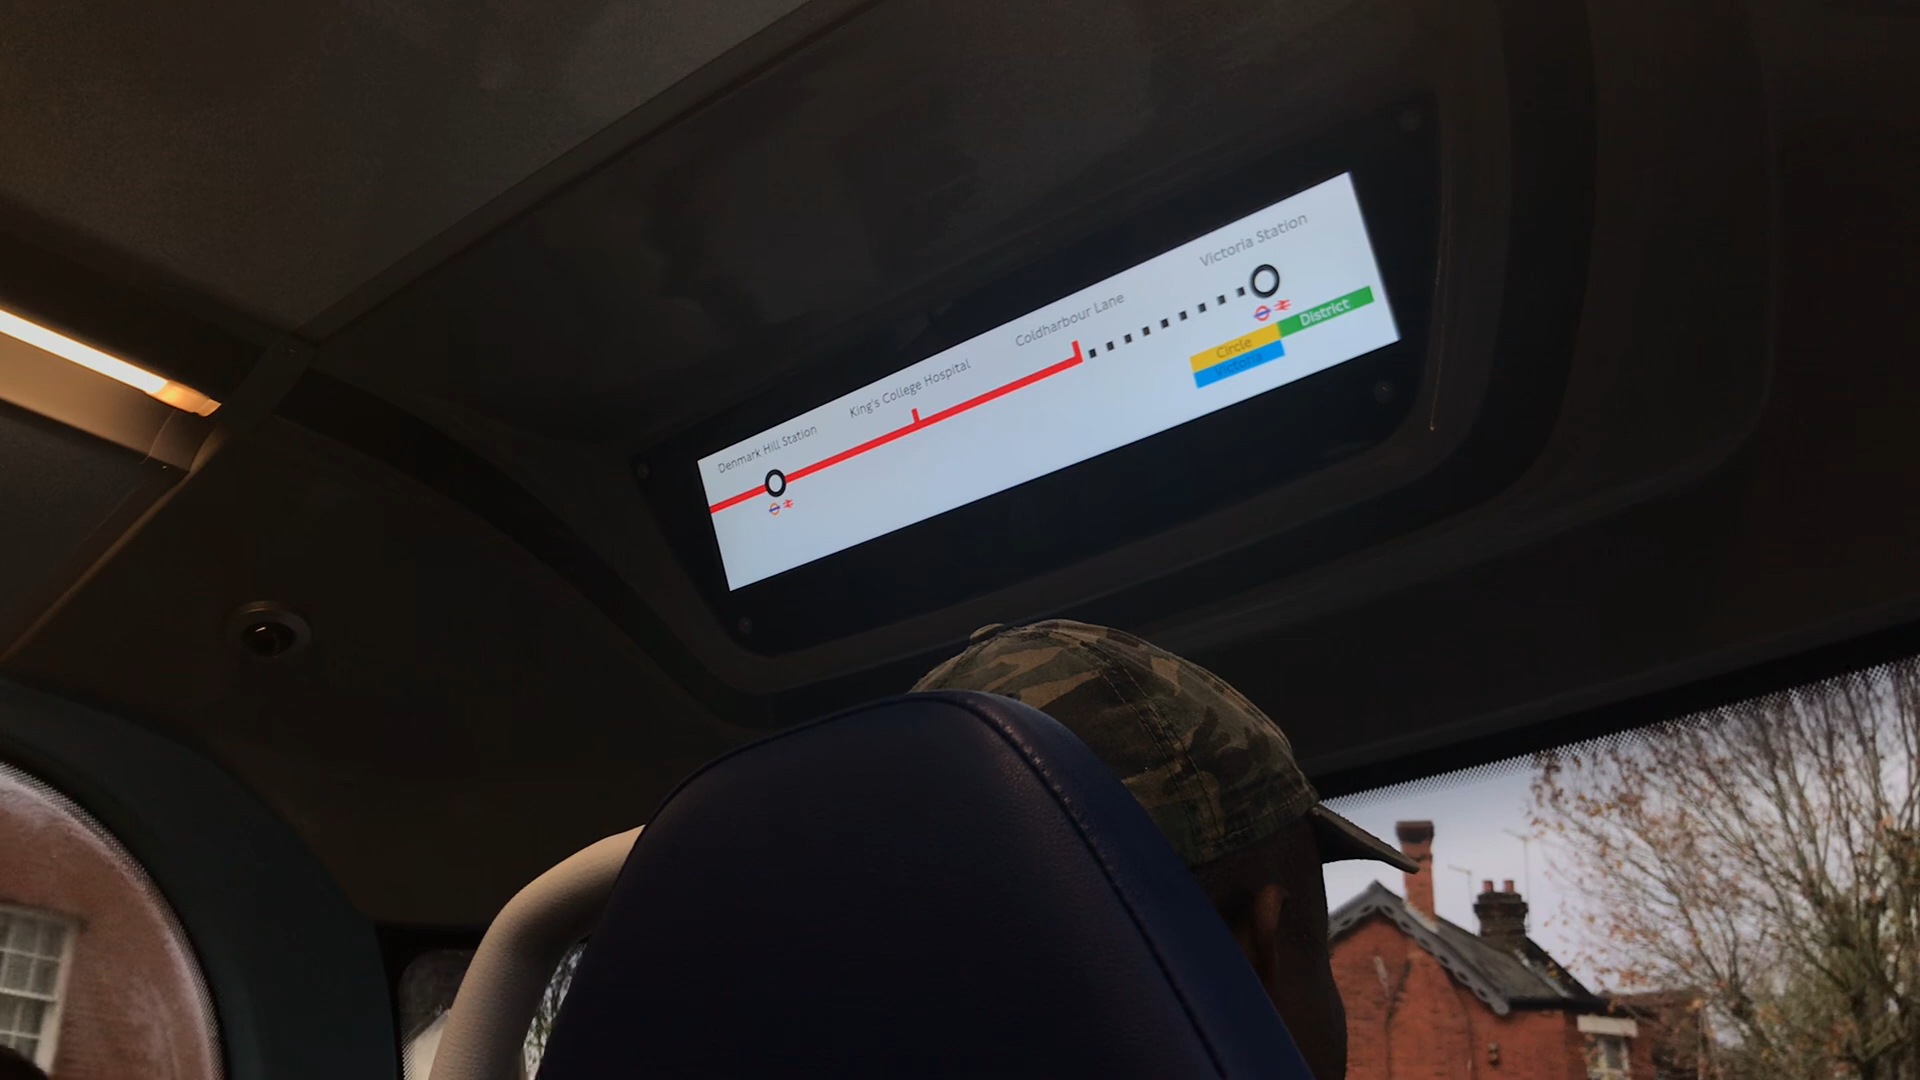 Denmark Hill Station
King's College Hospital
Coldharbour Lane
Victoria Station
District
Circle
Victoria